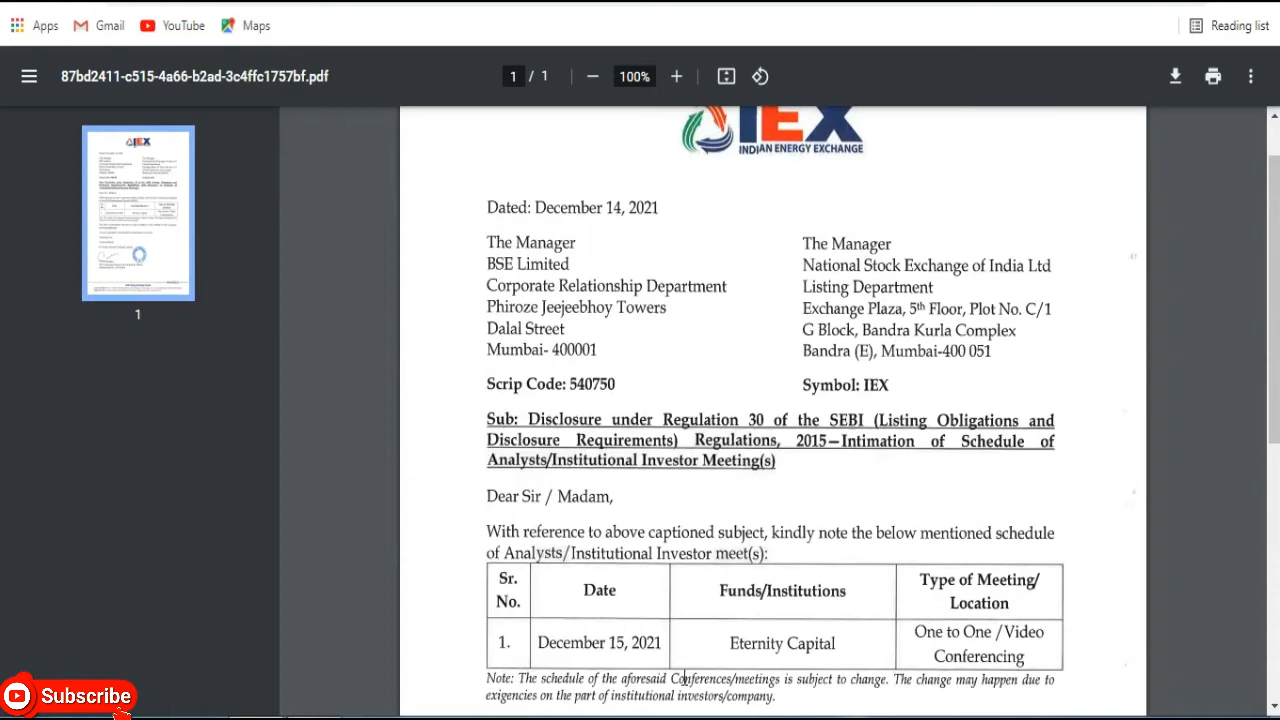 Apps Gmail YouTube Maps Reading list
87bd2411-c515-4a66-b2ad-3c4ffc1757bf.pdf 1 / 1 100%
IEX
INDIAN ENERGY EXCHANGE
Dated: December 14, 2021
The Manager
BSE Limited
Corporate Relationship Department
Phiroze Jeejeebhoy Towers
Dalal Street
Mumbai- 400001
The Manager
National Stock Exchange of India Ltd
Listing Department
Exchange Plaza, 5th Floor, Plot No. C/1
G Block, Bandra Kurla Complex
Bandra (E), Mumbai-400 051
Scrip Code: 540750 Symbol: IEX
Sub: Disclosure under Regulation 30 of the SEBI (Listing Obligations and
Disclosure Requirements) Regulations, 2015—Intimation of Schedule of
Analysts/Institutional Investor Meeting(s)
Dear Sir / Madam,
With reference to above captioned subject, kindly note the below mentioned schedule
of Analysts/Institutional Investor meet(s):
Sr.
No.
Date
Funds/Institutions
Type of Meeting/
Location
1.
December 15, 2021
Eternity Capital
One to One /Video
Conferencing
Note: The schedule of the aforesaid Conferences/meetings is subject to change. The change may happen due to
exigencies on the part of institutional investors/company.
1
Subscribe